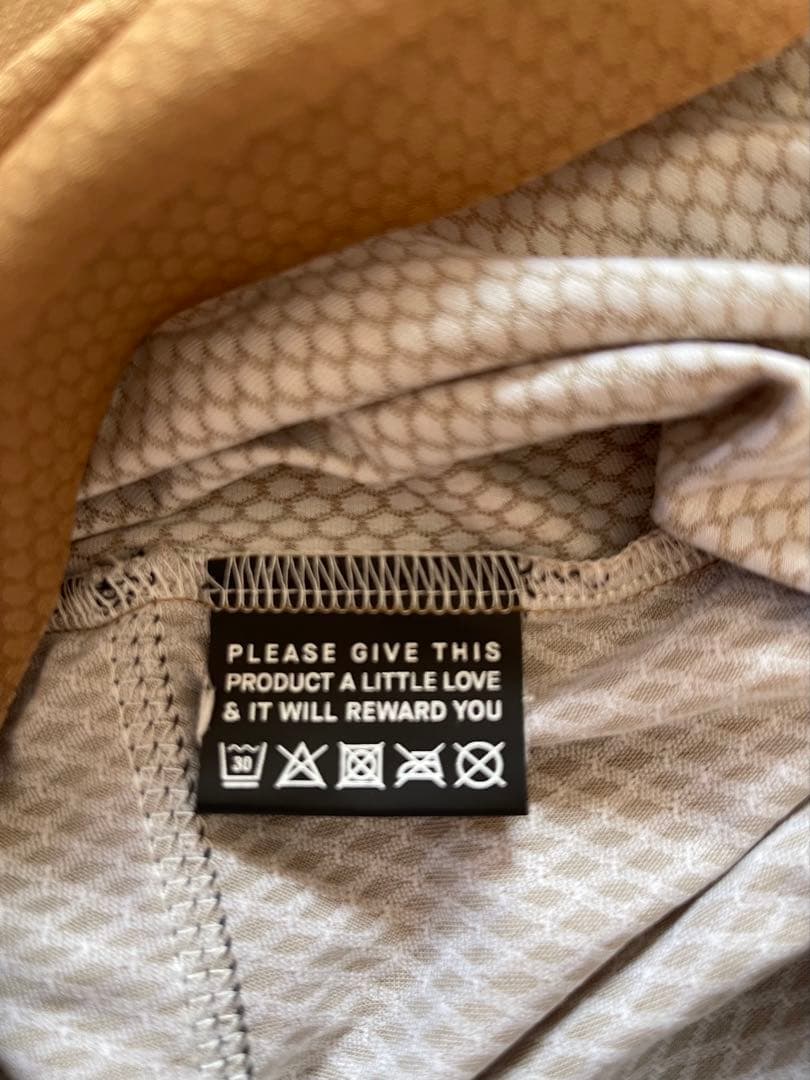 PLEASE GIVE THIS
PRODUCT A LITTLE LOVE
& IT WILL REWARD YOU
30